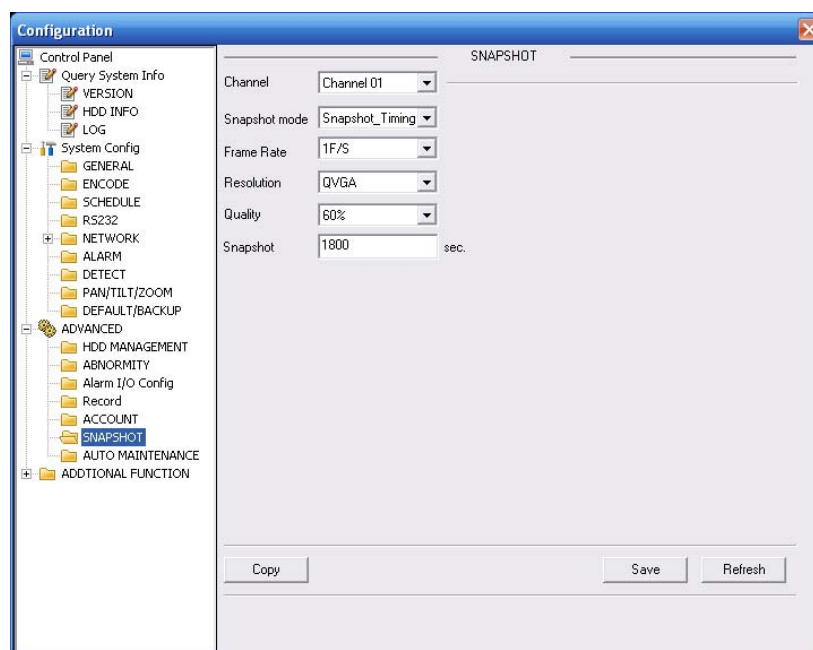 Configuration
Control Panel
Query System Info
VERSION
HDD INFO
LOG
System Config
GENERAL
ENCODE
SCHEDULE
RS232
NETWORK
ALARM
DETECT
PAN/TILT/ZOOM
DEFAULT/BACKUP
ADVANCED
HDD MANAGEMENT
ABNORMITY
Alarm I/O Config
Record
ACCOUNT
SNAPSHOT
AUTO MAINTENANCE
ADDTIONAL FUNCTION
SNAPSHOT
Channel Channel 01
Snapshot mode Snapshot_Timing
Frame Rate 1F/S
Resolution QVGA
Quality 60%
Snapshot 1800 sec.
Copy Save Refresh